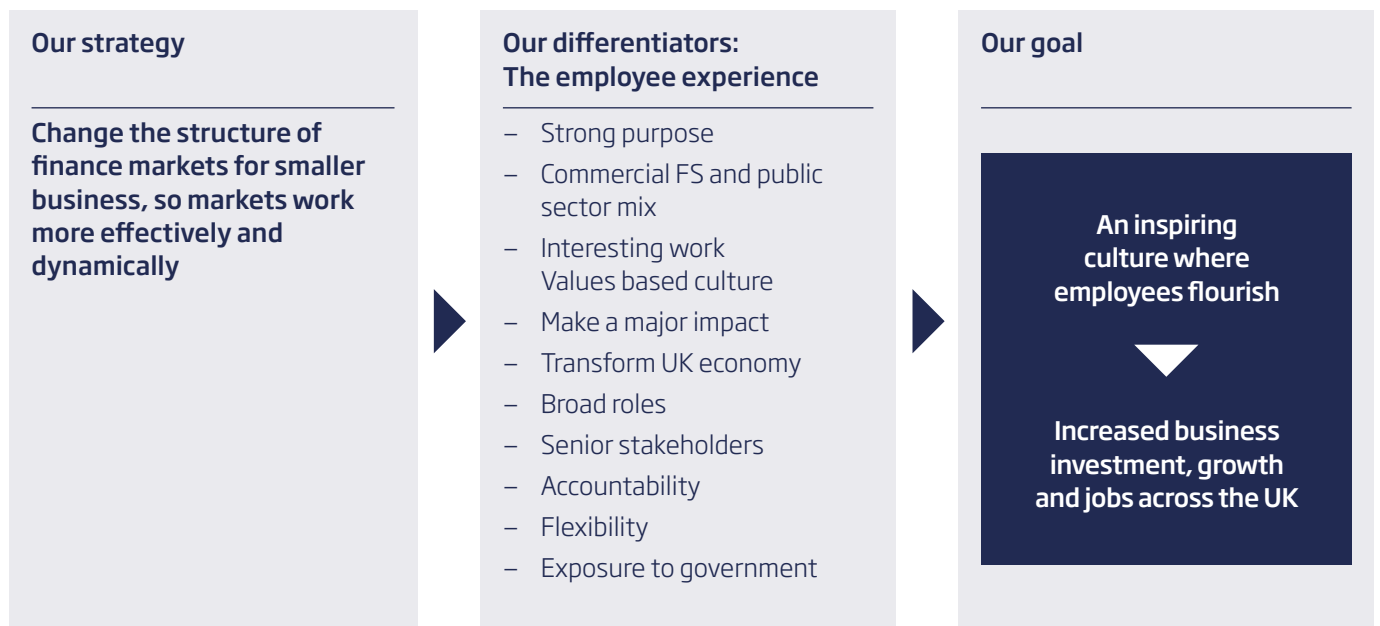 Our strategy
Change the structure of
finance markets for smaller
business, so markets work
more effectively and
dynamically
Our differentiators:
The employee experience
– Strong purpose
– Commercial FS and public
sector mix
– Interesting work
Values based culture
– Make a major impact
– Transform UK economy
– Broad roles
– Senior stakeholders
– Accountability
– Flexibility
– Exposure to government
Our goal
An inspiring
culture where
employees flourish
Increased business
investment, growth
and jobs across the UK